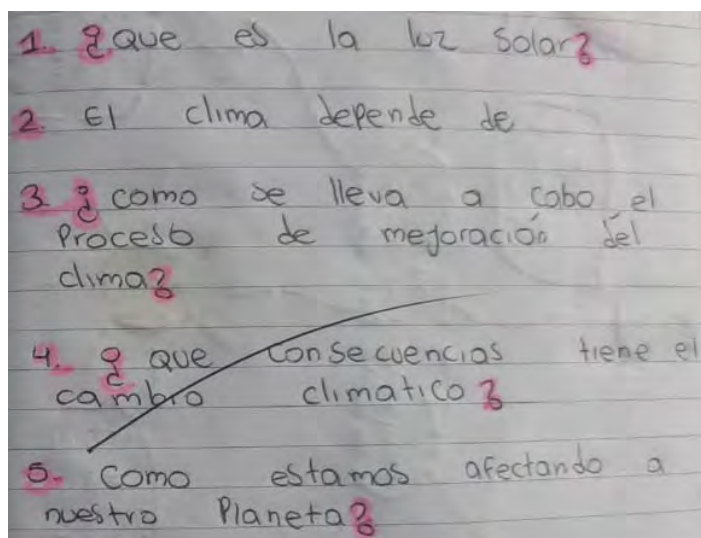 1. ¿Que es la luz solar?
2. El clima depende de
3. ¿como se lleva a cabo el
Proceso de mejoración del
clima?
4. ¿ que consecuencias tiene el
cambio climatico?
5. Como estamos afectando a
nuestro Planeta?